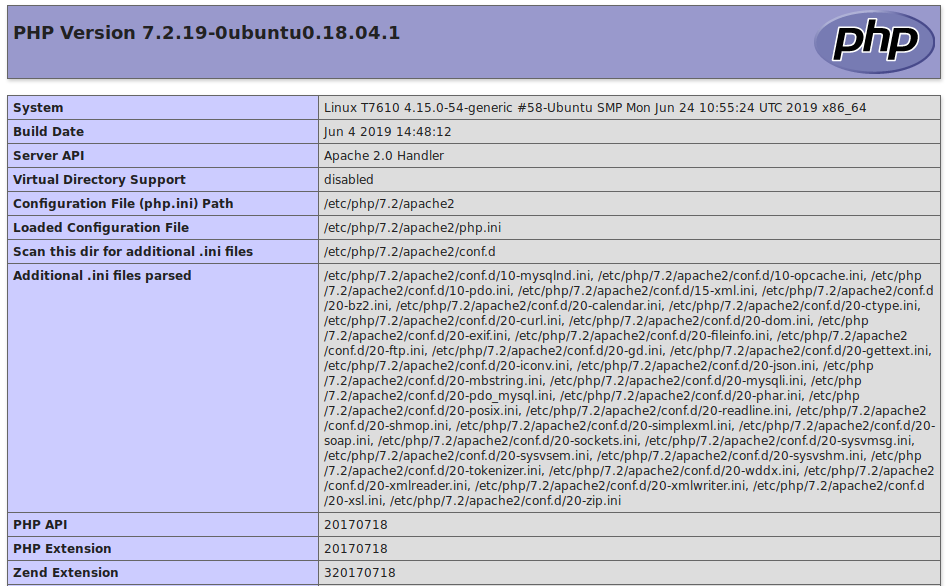 PHP Version 7.2.19-0ubuntu0.18.04.1
php
System Linux T7610 4.15.0-54-generic #58-Ubuntu SMP Mon Jun 24 10:55:24 UTC 2019 x86_64
Build Date Jun 4 2019 14:48:12
Server API Apache 2.0 Handler
Virtual Directory Support disabled
Configuration File (php.ini) Path /etc/php/7.2/apache2
Loaded Configuration File /etc/php/7.2/apache2/php.ini
Scan this dir for additional .ini files /etc/php/7.2/apache2/conf.d
Additional .ini files parsed /etc/php/7.2/apache2/conf.d/10-mysqlnd.ini, /etc/php/7.2/apache2/conf.d/10-opcache.ini, /etc/php
/7.2/apache2/conf.d/10-pdo.ini, /etc/php/7.2/apache2/conf.d/15-xml.ini, /etc/php/7.2/apache2/conf.d
/20-bz2.ini, /etc/php/7.2/apache2/conf.d/20-calendar.ini, /etc/php/7.2/apache2/conf.d/20-ctype.ini,
/etc/php/7.2/apache2/conf.d/20-curl.ini, /etc/php/7.2/apache2/conf.d/20-dom.ini, /etc/php
/7.2/apache2/conf.d/20-exif.ini, /etc/php/7.2/apache2/conf.d/20-fileinfo.ini, /etc/php/7.2/apache2
/conf.d/20-ftp.ini, /etc/php/7.2/apache2/conf.d/20-gd.ini, /etc/php/7.2/apache2/conf.d/20-gettext.ini,
/etc/php/7.2/apache2/conf.d/20-iconv.ini, /etc/php/7.2/apache2/conf.d/20-json.ini, /etc/php
/7.2/apache2/conf.d/20-mbstring.ini, /etc/php/7.2/apache2/conf.d/20-mysqli.ini, /etc/php
/7.2/apache2/conf.d/20-pdo_mysql.ini, /etc/php/7.2/apache2/conf.d/20-phar.ini, /etc/php
/7.2/apache2/conf.d/20-posix.ini, /etc/php/7.2/apache2/conf.d/20-readline.ini, /etc/php/7.2/apache2
/conf.d/20-shmop.ini, /etc/php/7.2/apache2/conf.d/20-simplexml.ini, /etc/php/7.2/apache2/conf.d/20-
soap.ini, /etc/php/7.2/apache2/conf.d/20-sockets.ini, /etc/php/7.2/apache2/conf.d/20-sysvmsg.ini,
/etc/php/7.2/apache2/conf.d/20-sysvsem.ini, /etc/php/7.2/apache2/conf.d/20-sysvshm.ini, /etc/php
/7.2/apache2/conf.d/20-tokenizer.ini, /etc/php/7.2/apache2/conf.d/20-wddx.ini, /etc/php/7.2/apache2
/conf.d/20-xmlreader.ini, /etc/php/7.2/apache2/conf.d/20-xmlwriter.ini, /etc/php/7.2/apache2/conf.d
/20-xsl.ini, /etc/php/7.2/apache2/conf.d/20-zip.ini
PHP API 20170718
PHP Extension 20170718
Zend Extension 320170718